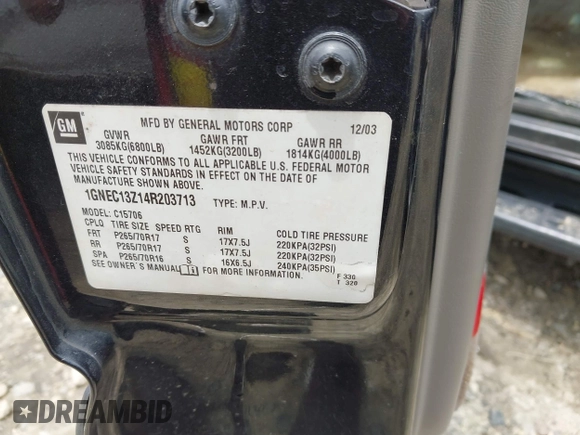 GM
MFD BY GENERAL MOTORS CORP 12/03
GVWR GAWR FRT GAWR RR
3085KG(6800LB) 1452KG(3200LB) 1814KG(4000LB)
THIS VEHICLE CONFORMS TO ALL APPLICABLE U.S. FEDERAL MOTOR
VEHICLE SAFETY STANDARDS IN EFFECT ON THE DATE OF
MANUFACTURE SHOWN ABOVE.
1GNEC13Z14R203713 TYPE: M.P.V.
MODEL: C15706
CPLQ TIRE SIZE SPEED RTG RIM COLD TIRE PRESSURE
FRT P265/70R17 S 17X7.5J 220KPA(32PSI)
RR P265/70R17 S 17X7.5J 220KPA(32PSI)
SPA P265/70R16 S 16X6.5J 240KPA(35PSI)
SEE OWNER'S MANUAL FOR MORE INFORMATION.
F 330
T 320
DREAMBID